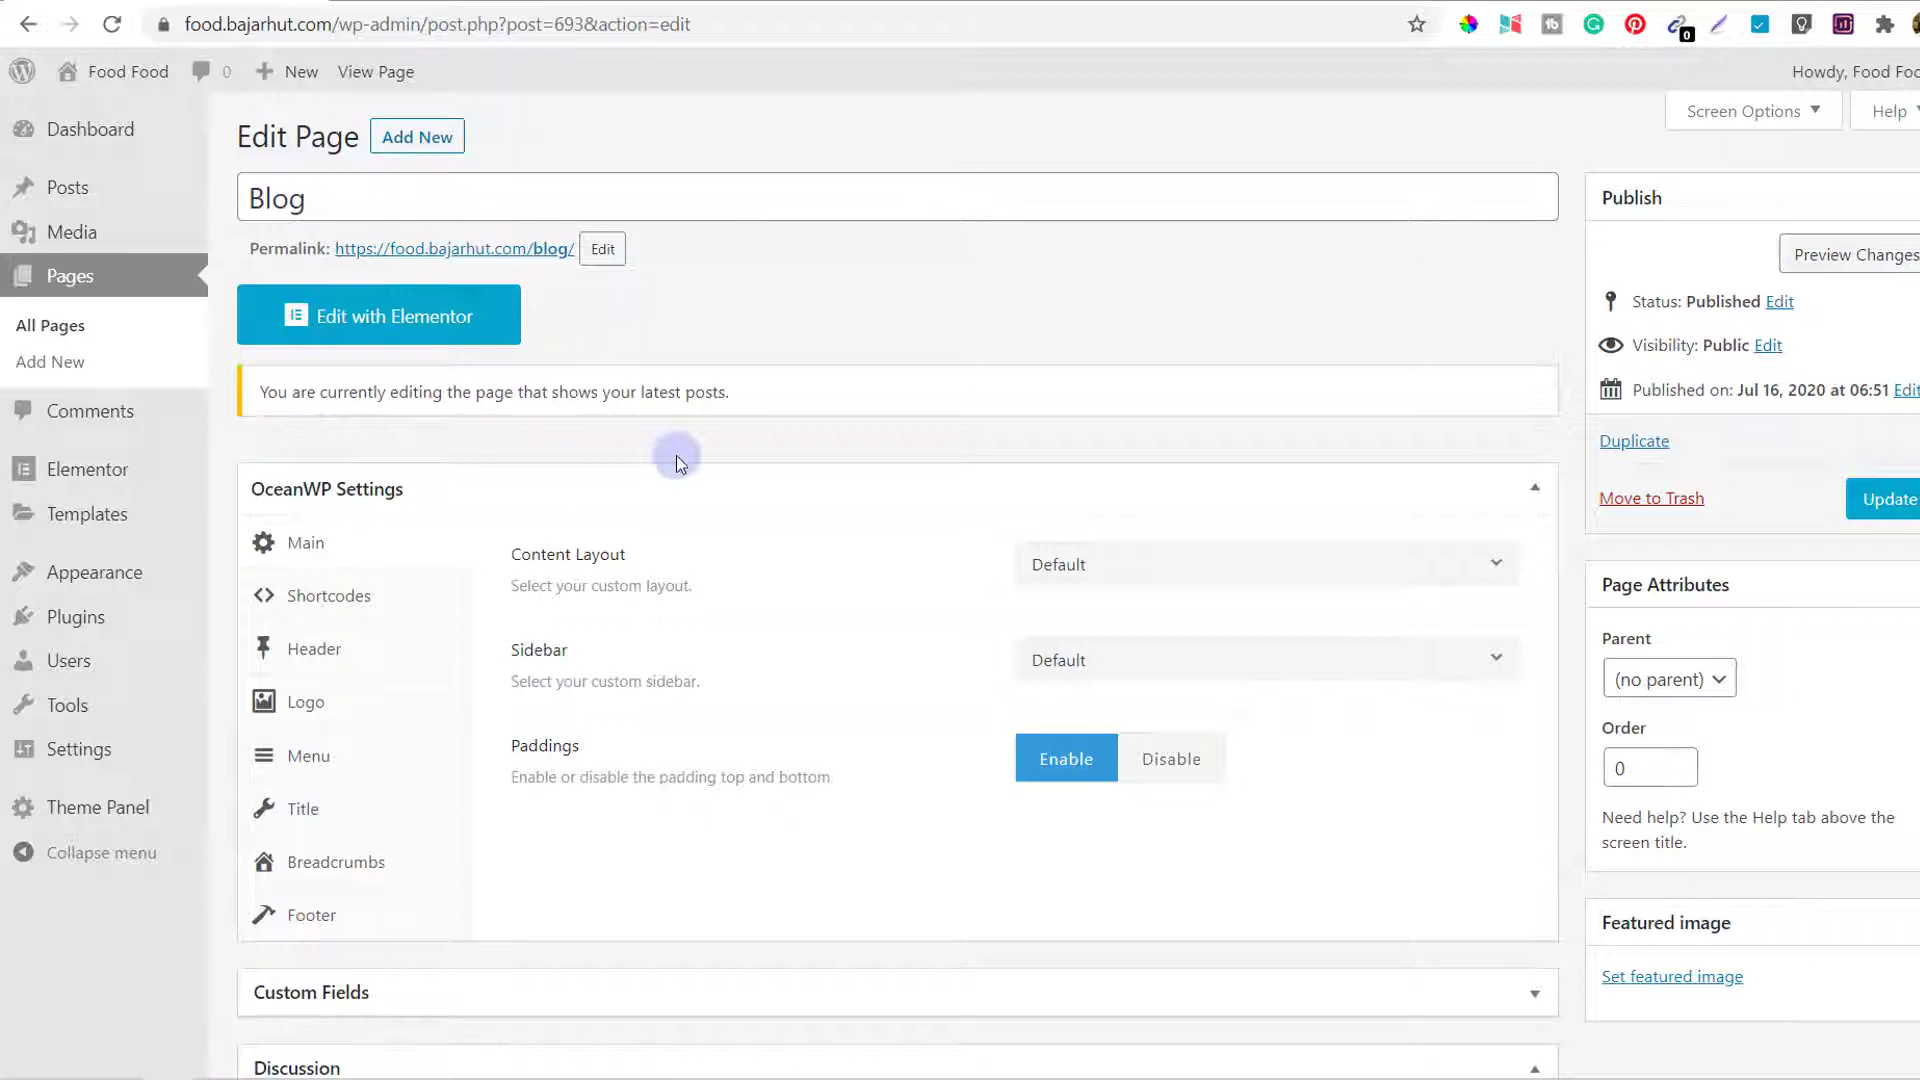 food.bajarhut.com/wp-admin/post.php?post=693&action=edit
0
Food Food
0
New
View Page
Howdy, Food Foo
Screen Options
Help
Dashboard
Posts
Media
Pages
All Pages
Add New
Comments
Elementor
Templates
Appearance
Plugins
Users
Tools
Settings
Theme Panel
Collapse menu
Edit Page
Add New
Blog
Permalink: https://food.bajarhut.com/blog/ Edit
Edit with Elementor
You are currently editing the page that shows your latest posts.
OceanWP Settings
Main
Shortcodes
Header
Logo
Menu
Title
Breadcrumbs
Footer
Content Layout
Select your custom layout.
Default
Sidebar
Select your custom sidebar.
Default
Paddings
Enable or disable the padding top and bottom.
Enable
Disable
Custom Fields
Discussion
Publish
Preview Changes
Status: Published Edit
Visibility: Public Edit
Published on: Jul 16, 2020 at 06:51 Edit
Duplicate
Move to Trash
Update
Page Attributes
Parent
(no parent)
Order
0
Need help? Use the Help tab above the
screen title.
Featured image
Set featured image